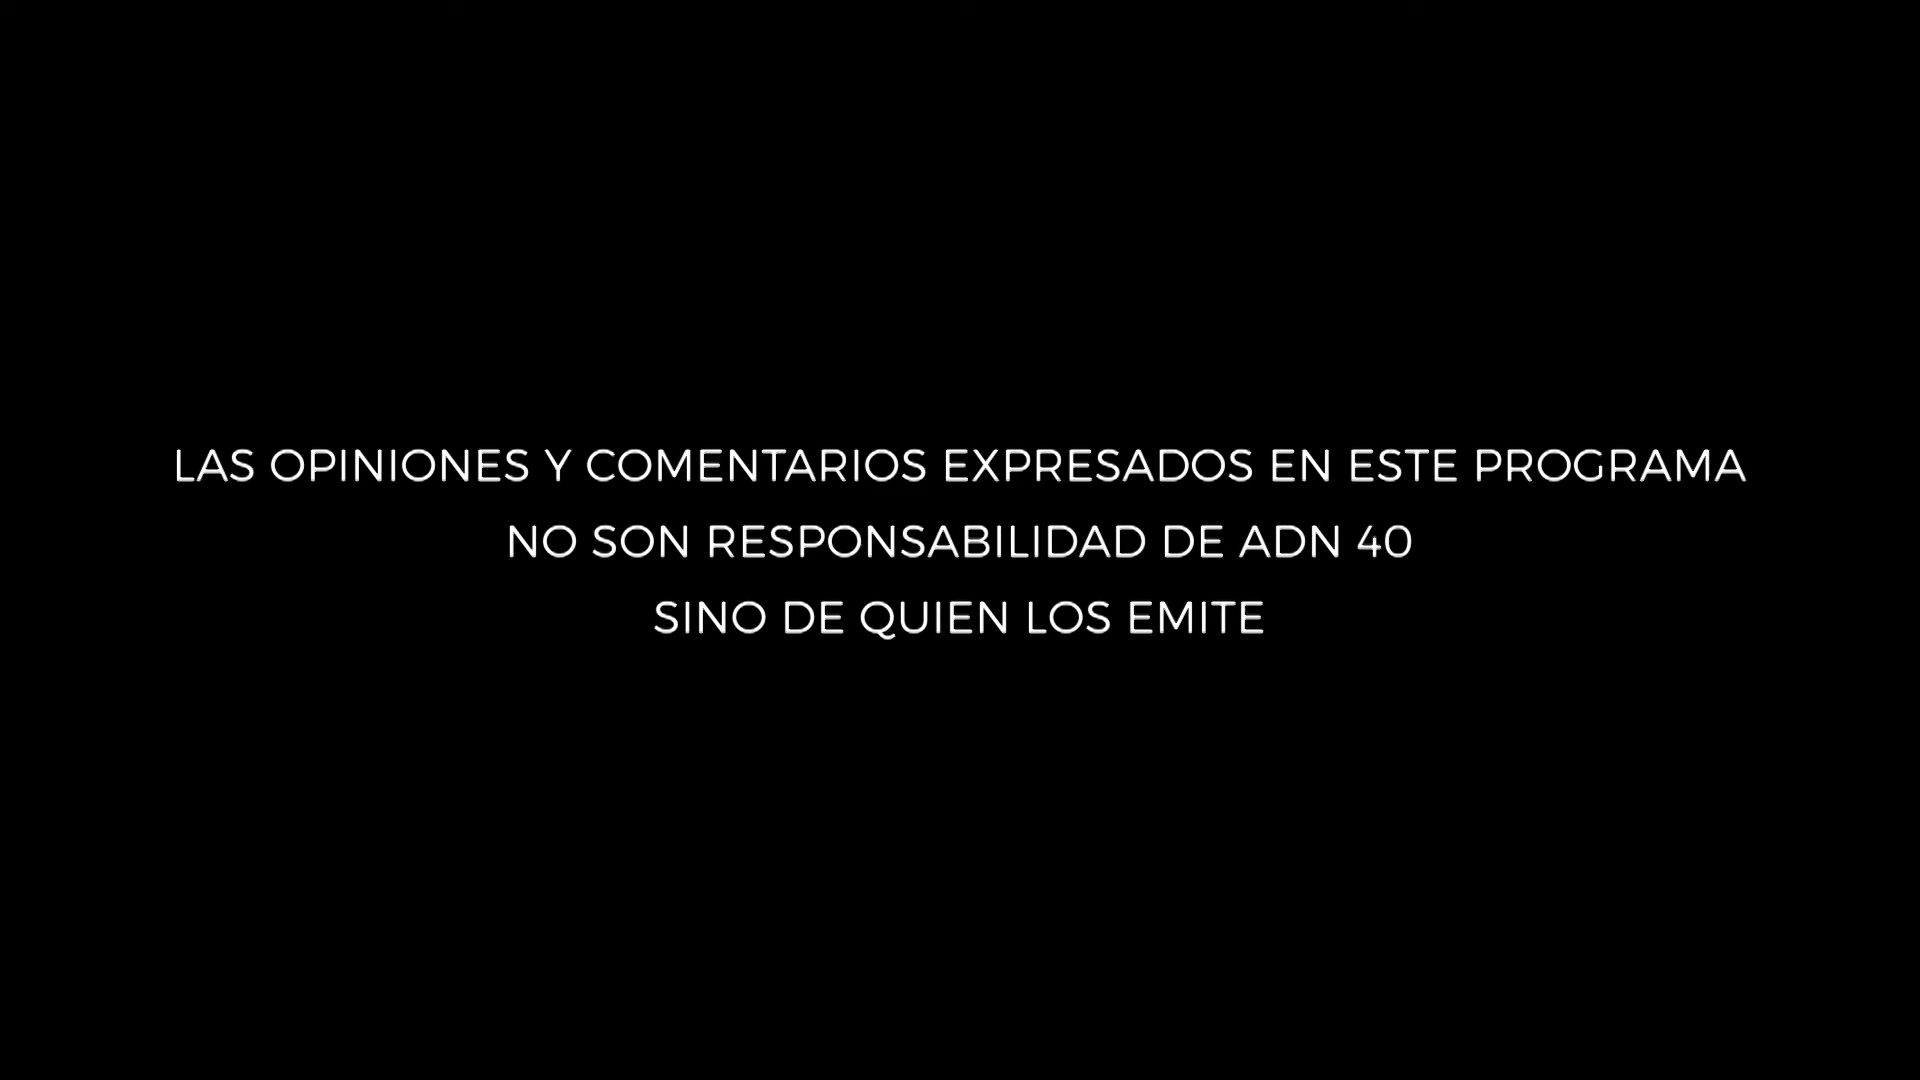 LAS OPINIONES Y COMENTARIOS EXPRESADOS EN ESTE PROGRAMA
NO SON RESPONSABILIDAD DE ADN 40
SINO DE QUIEN LOS EMITE